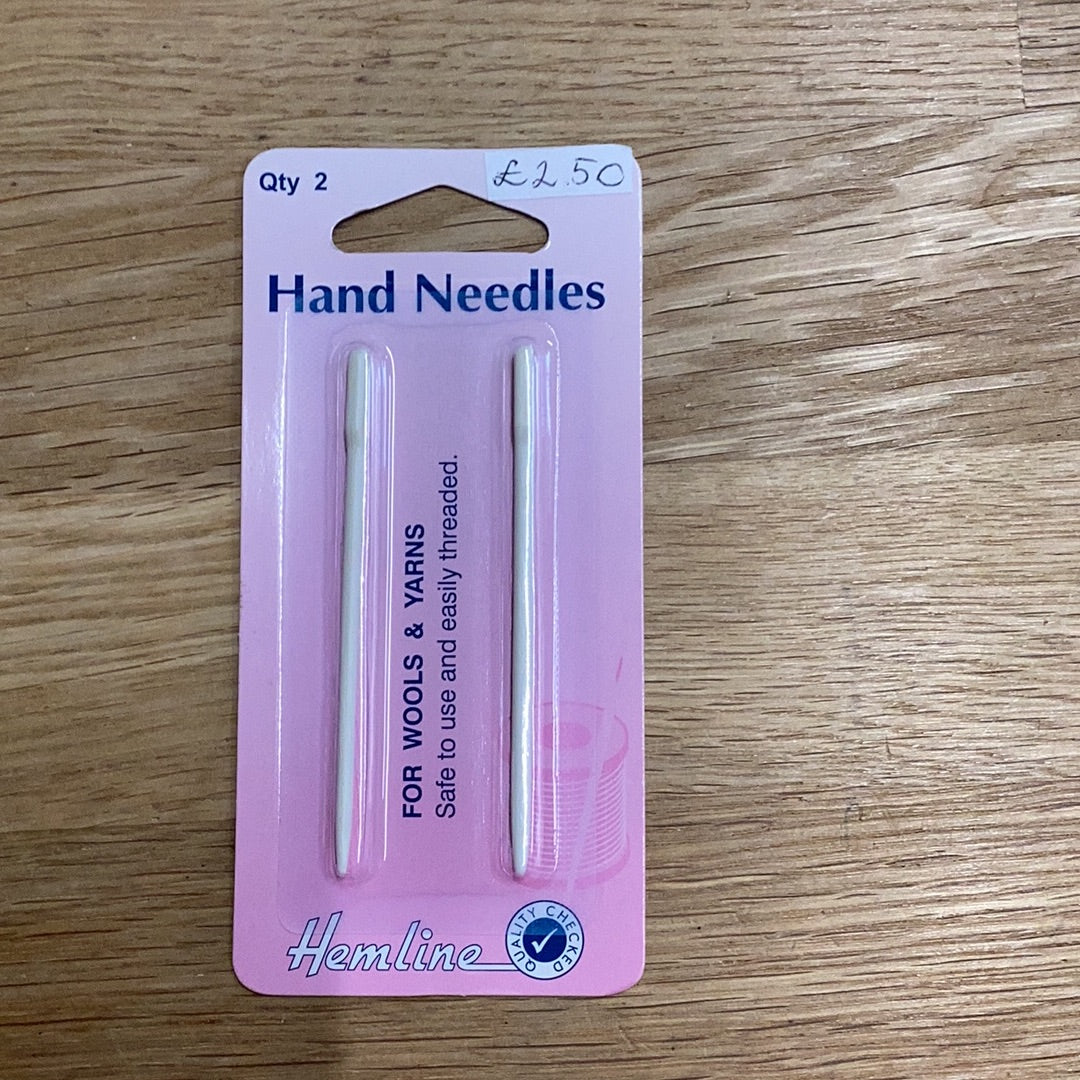 Qty 2
£2.50
Hand Needles
FOR WOOLS & YARNS
Safe to use and easily threaded.
Hemline
QUALITY CHECKED